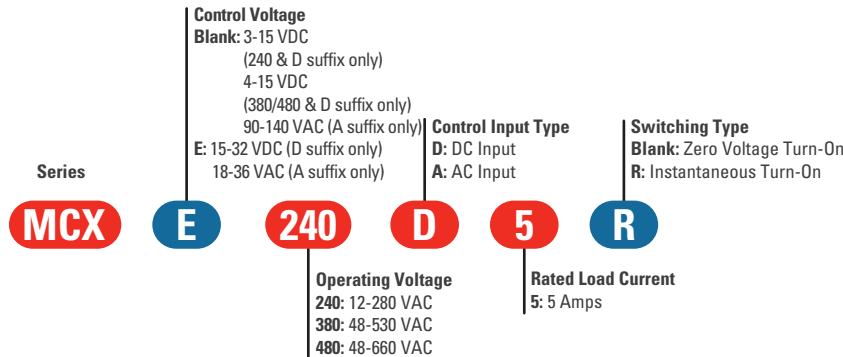 Control Voltage
Blank: 3-15 VDC
(240 & D suffix only)
4-15 VDC
(380/480 & D suffix only)
90-140 VAC (A suffix only)
E: 15-32 VDC (D suffix only)
18-36 VAC (A suffix only)
Control Input Type
D: DC Input
A: AC Input
Switching Type
Blank: Zero Voltage Turn-On
R: Instantaneous Turn-On
Series
MCX
E
240
D
5
R
Operating Voltage
240: 12-280 VAC
380: 48-530 VAC
480: 48-660 VAC
Rated Load Current
5: 5 Amps